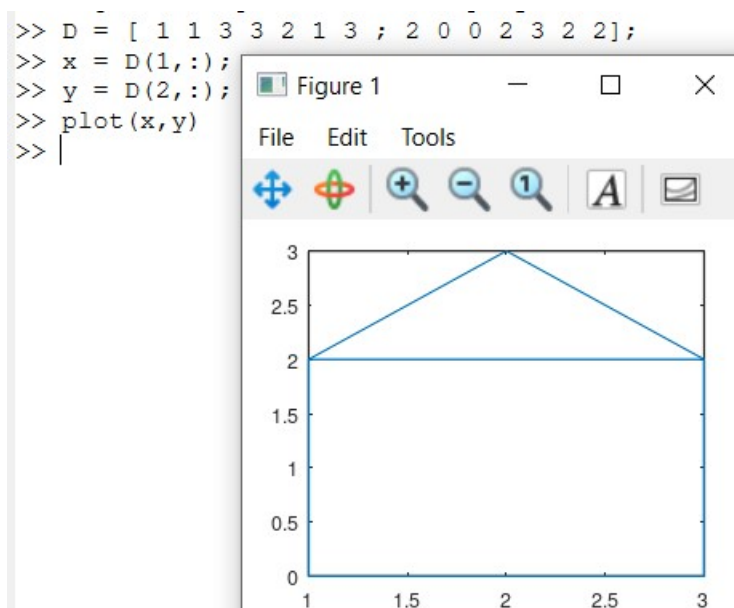 >> D = [ 1 1 3 3 2 1 3 ; 2 0 0 2 3 2 2];
>> x = D(1,:);
>> y = D(2,:);
>> plot(x,y)
>>
Figure 1
File Edit Tools
A
3
2.5
2
1.5
1
0.5
0
1 1.5 2 2.5 3